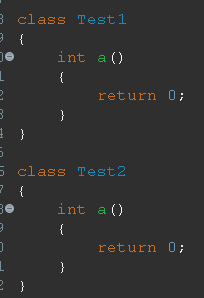 class Test1
{
int a()
{
return 0;
}
}
class Test2
{
int a()
{
return 0;
}
}